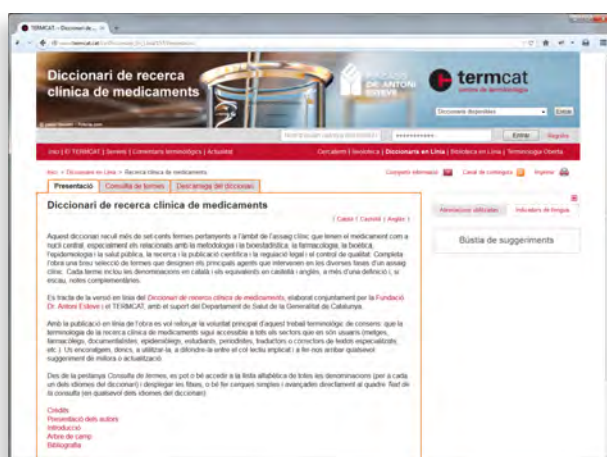 TERMCAT - Diccionari de ...
Diccionari de recerca
clínica de medicaments
FUNDACIÓ
DR. ANTONI
ESTEVE
termcat
centre de terminologia
Diccionaris disponibles
Entrar
Entrar
Registre
Inici | El TERMCAT | Serveis | Comentaris terminològics | Actualitat
Cercaterm | Neoloteca | Diccionaris en Línia | Biblioteca en Línia | Terminologia Oberta
Inici > Diccionaris en Línia > Recerca clínica de medicaments
Comparteix informació
Canal de continguts
Imprimir
Presentació
Consulta de termes
Descarrega del diccionari
Diccionari de recerca clínica de medicaments
| Català | Castellà | Anglès |
Aquest diccionari recull més de set-cents termes pertanyents a l'àmbit de l'assaig clínic que tenen el medicament com a
nucli central, especialment els relacionats amb la metodologia i la bioestadística, la farmacologia, la bioètica,
l'epidemiologia i la salut pública, la recerca i la publicació científica i la regulació legal i el control de qualitat. Completa
l'obra una breu selecció de termes que designen els principals agents que intervenen en les diverses fases d'un assaig
clínic. Cada terme inclou les denominacions en català i els equivalents en castellà i anglès, a més d'una definició i, si
escau, notes complementàries.
Es tracta de la versió en línia del Diccionari de recerca clínica de medicaments, elaborat conjuntament per la Fundació
Dr. Antoni Esteve i el TERMCAT, amb el suport del Departament de Salut de la Generalitat de Catalunya.
Amb la publicació en línia de l'obra es vol reforçar la voluntat principal d'aquest treball terminològic de consens: que la
terminologia de la recerca clínica de medicaments sigui accessible a tots els sectors que en són usuaris (metges,
farmacòlegs, documentalistes, epidemiòlegs, estudiants, periodistes, traductors o correctors de textos especialitzats,
etc.). Us encoratgem, doncs, a utilitzar-la, a difondre-la entre el col·lectiu implicat i a fer-nos arribar qualsevol
suggeriment de millora o actualització.
Des de la pestanya Consulta de termes, es pot o bé accedir a la llista alfabètica de totes les denominacions (per a cada
un dels idiomes del diccionari) i desplegar les fitxes, o bé fer cerques simples i avançades directament al quadre Text de
la consulta (en qualsevol dels idiomes del diccionari).
Crèdits
Presentació dels autors
Introducció
Arbre de camp
Bibliografia
Abreviacions utilitzades
Indicadors de llengua
Bústia de suggeriments